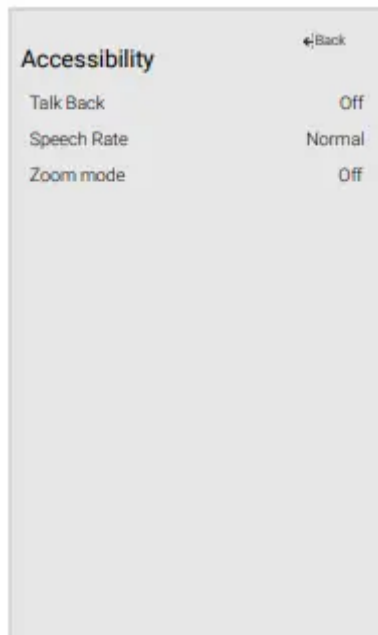 Back
Accessibility
Talk Back Off
Speech Rate Normal
Zoom mode Off